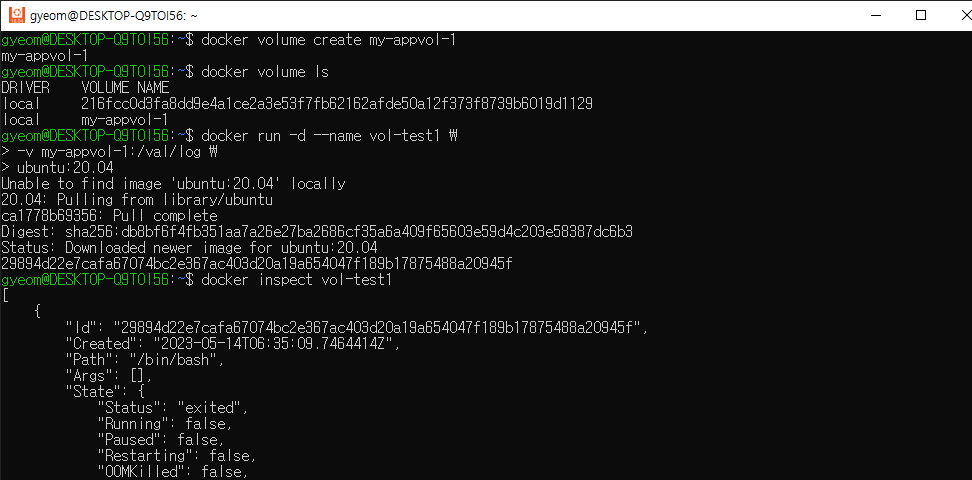 gyeom@DESKTOP-Q9TOI56: ~
gyeom@DESKTOP-Q9TOI56:~$ docker volume create my-appvol-1
my-appvol-1
gyeom@DESKTOP-Q9TOI56:~$ docker volume ls
DRIVER    VOLUME NAME
local     216fcc0d3fa8dd9e4a1ce2a3e53f7fb62162afde50a12f373f8739b6019d1129
local     my-appvol-1
gyeom@DESKTOP-Q9TOI56:~$ docker run -d --name vol-test1 ₩
> -v my-appvol-1:/val/log ₩
> ubuntu:20.04
Unable to find image 'ubuntu:20.04' locally
20.04: Pulling from library/ubuntu
ca1778b69356: Pull complete
Digest: sha256:db8bf6f4fb351aa7a26e27ba2686cf35a6a409f65603e59d4c203e58387dc6b3
Status: Downloaded newer image for ubuntu:20.04
29894d22e7cafa67074bc2e367ac403d20a19a654047f189b17875488a20945f
gyeom@DESKTOP-Q9TOI56:~$ docker inspect vol-test1
[
    {
        "Id": "29894d22e7cafa67074bc2e367ac403d20a19a654047f189b17875488a20945f",
        "Created": "2023-05-14T06:35:09.7464414Z",
        "Path": "/bin/bash",
        "Args": [],
        "State": {
            "Status": "exited",
            "Running": false,
            "Paused": false,
            "Restarting": false,
            "OOMKilled": false,